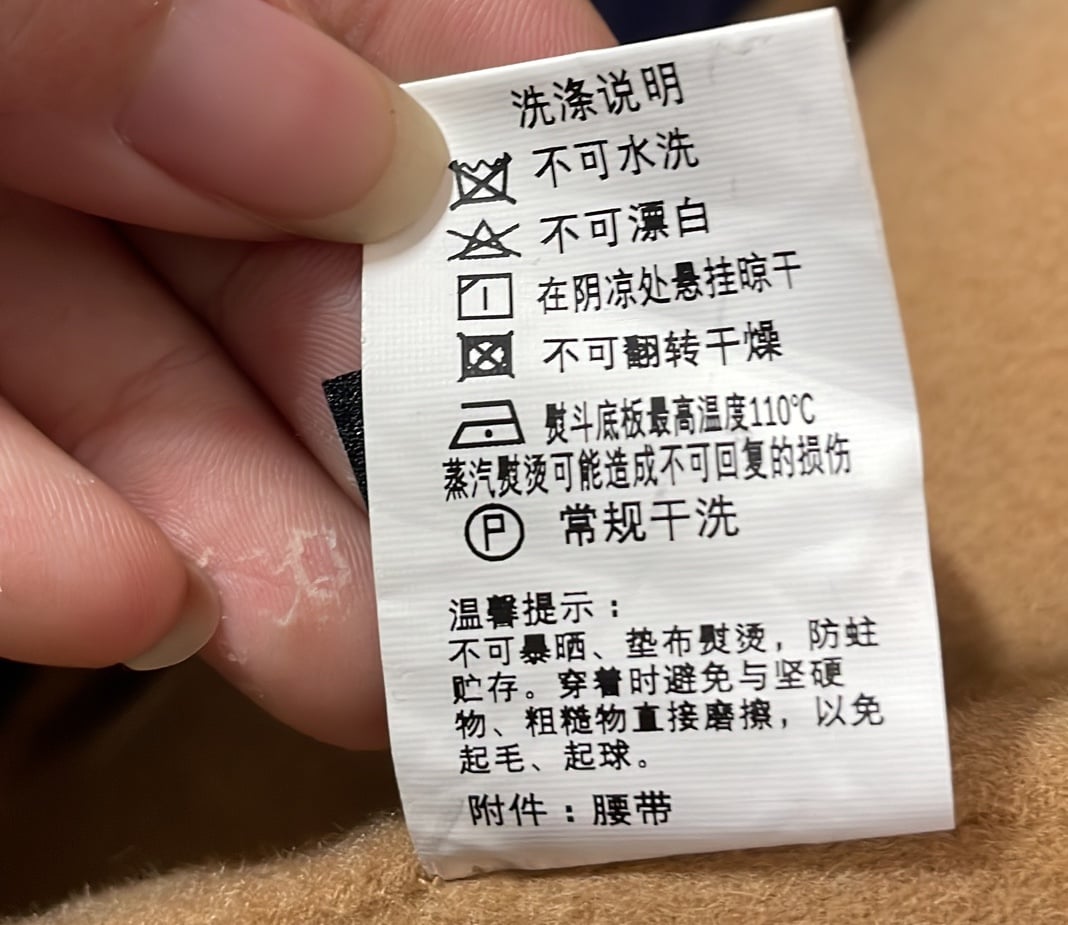 洗涤说明
不可水洗
不可漂白
在阴凉处悬挂晾干
不可翻转干燥
熨斗底板最高温度110℃
蒸汽熨烫可能造成不可回复的损伤
P 常规干洗
温馨提示：
不可暴晒、垫布熨烫，防蛀
贮存。穿着时避免与坚硬
物、粗糙物直接磨擦，以免
起毛、起球。
附件：腰带